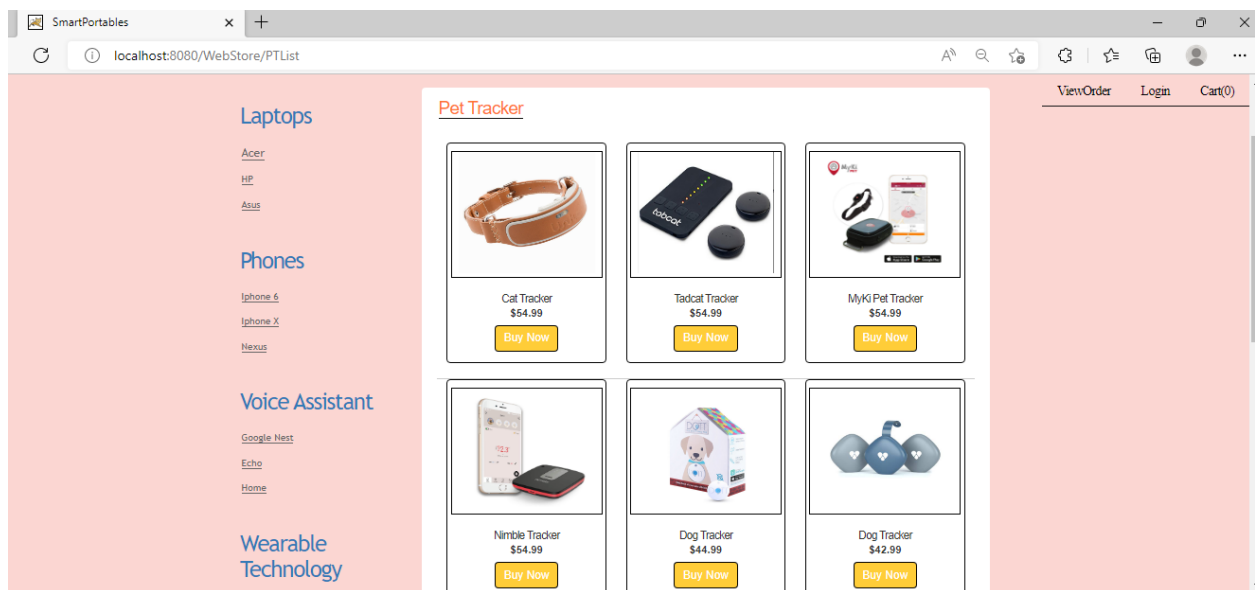 SmartPortables
localhost:8080/WebStore/PTList
ViewOrder Login Cart(0)
Laptops
Acer
HP
Asus
Phones
Iphone 6
Iphone X
Nexus
Voice Assistant
Google Nest
Echo
Home
Wearable
Technology
Pet Tracker
tabcat
MyKi
Cat Tracker
Tadcat Tracker
MyKi Pet Tracker
$54.99
$54.99
$54.99
Buy Now
Buy Now
Buy Now
DOTT
Nimble Tracker
Dog Tracker
Dog Tracker
$54.99
$44.99
$42.99
Buy Now
Buy Now
Buy Now